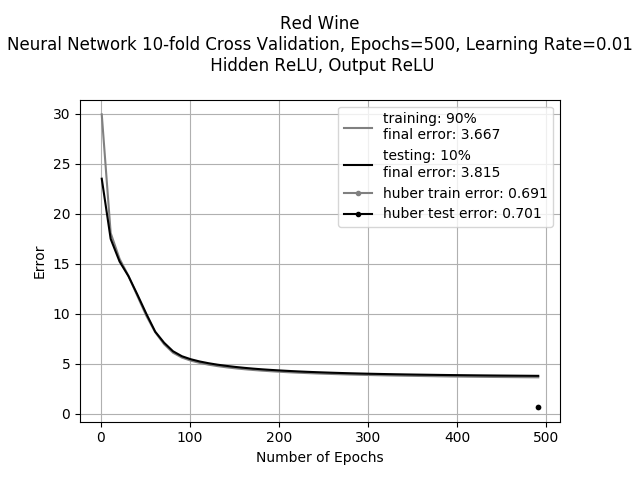 Red Wine
Neural Network 10-fold Cross Validation, Epochs=500, Learning Rate=0.01
Hidden ReLU, Output ReLU
training: 90%
final error: 3.667
testing: 10%
final error: 3.815
huber train error: 0.691
huber test error: 0.701
Error
30
25
20
15
10
5
0
0 100 200 300 400 500
Number of Epochs